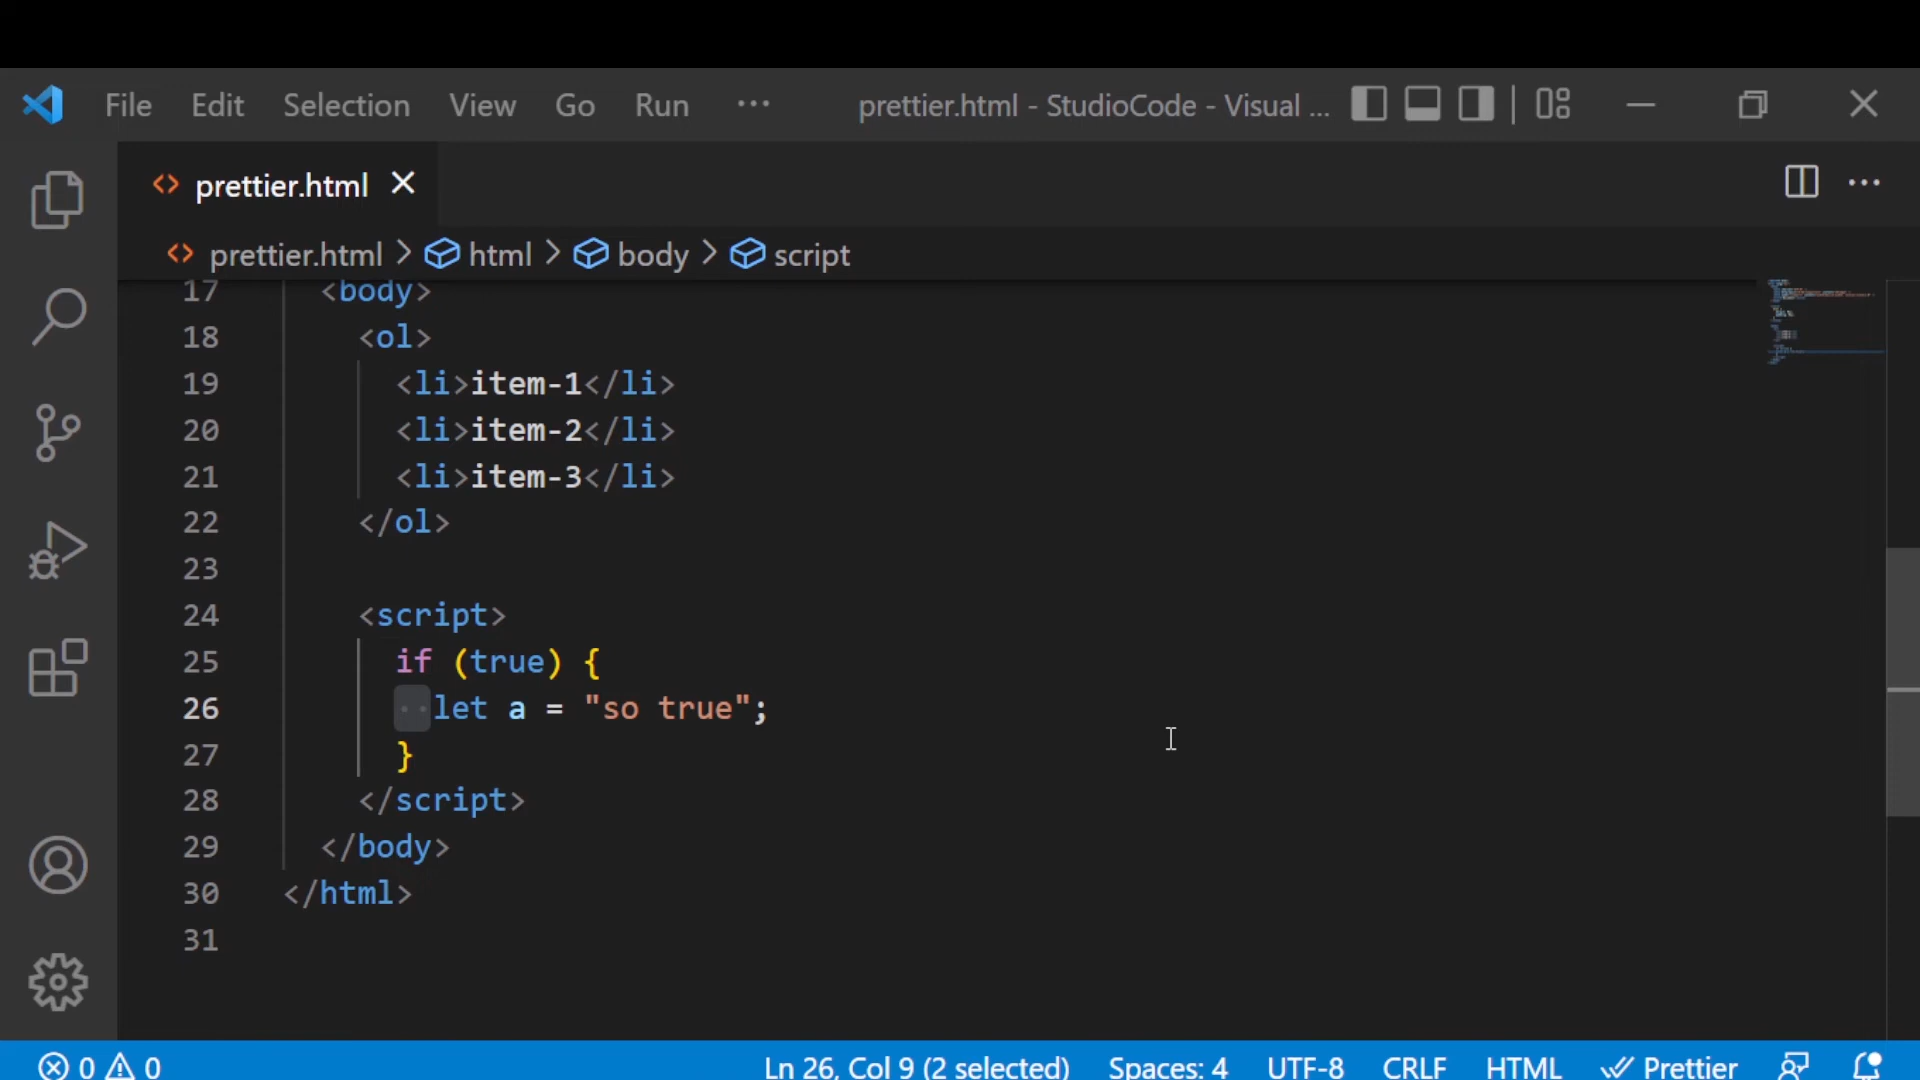 File Edit Selection View Go Run ··· prettier.html - StudioCode - Visual ...
prettier.html
prettier.html > html > body > script
17 <body>
18 <ol>
19 <li>item-1</li>
20 <li>item-2</li>
21 <li>item-3</li>
22 </ol>
23
24 <script>
25 if (true) {
26 let a = "so true";
27 }
28 </script>
29 </body>
30 </html>
31
0 0 Ln 26, Col 9 (2 selected) Spaces: 4 UTF-8 CRLF HTML Prettier